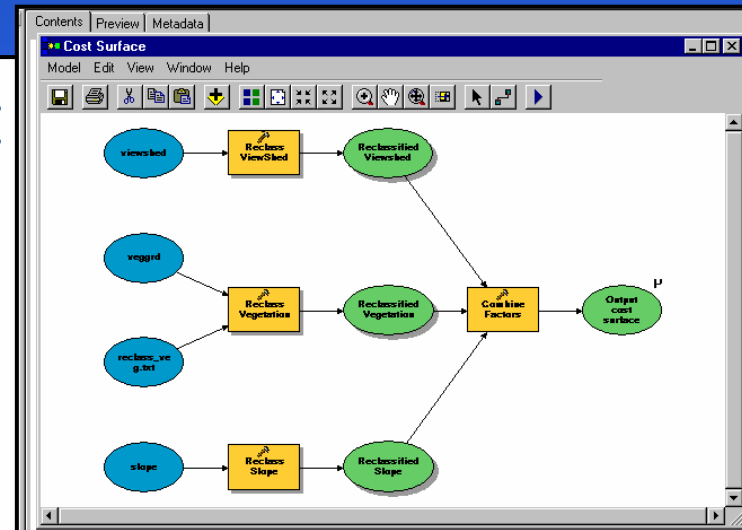 Contents Preview Metadata
Cost Surface
Model Edit View Window Help
viewshed
Reclass
ViewShed
Reclassified
Viewshed
veggrd
Reclass
Vegetation
Reclassified
Vegetation
Combine
Factors
P
Output
cost
surface
reclass_ve
g.txt
slope
Reclass
Slope
Reclassified
Slope